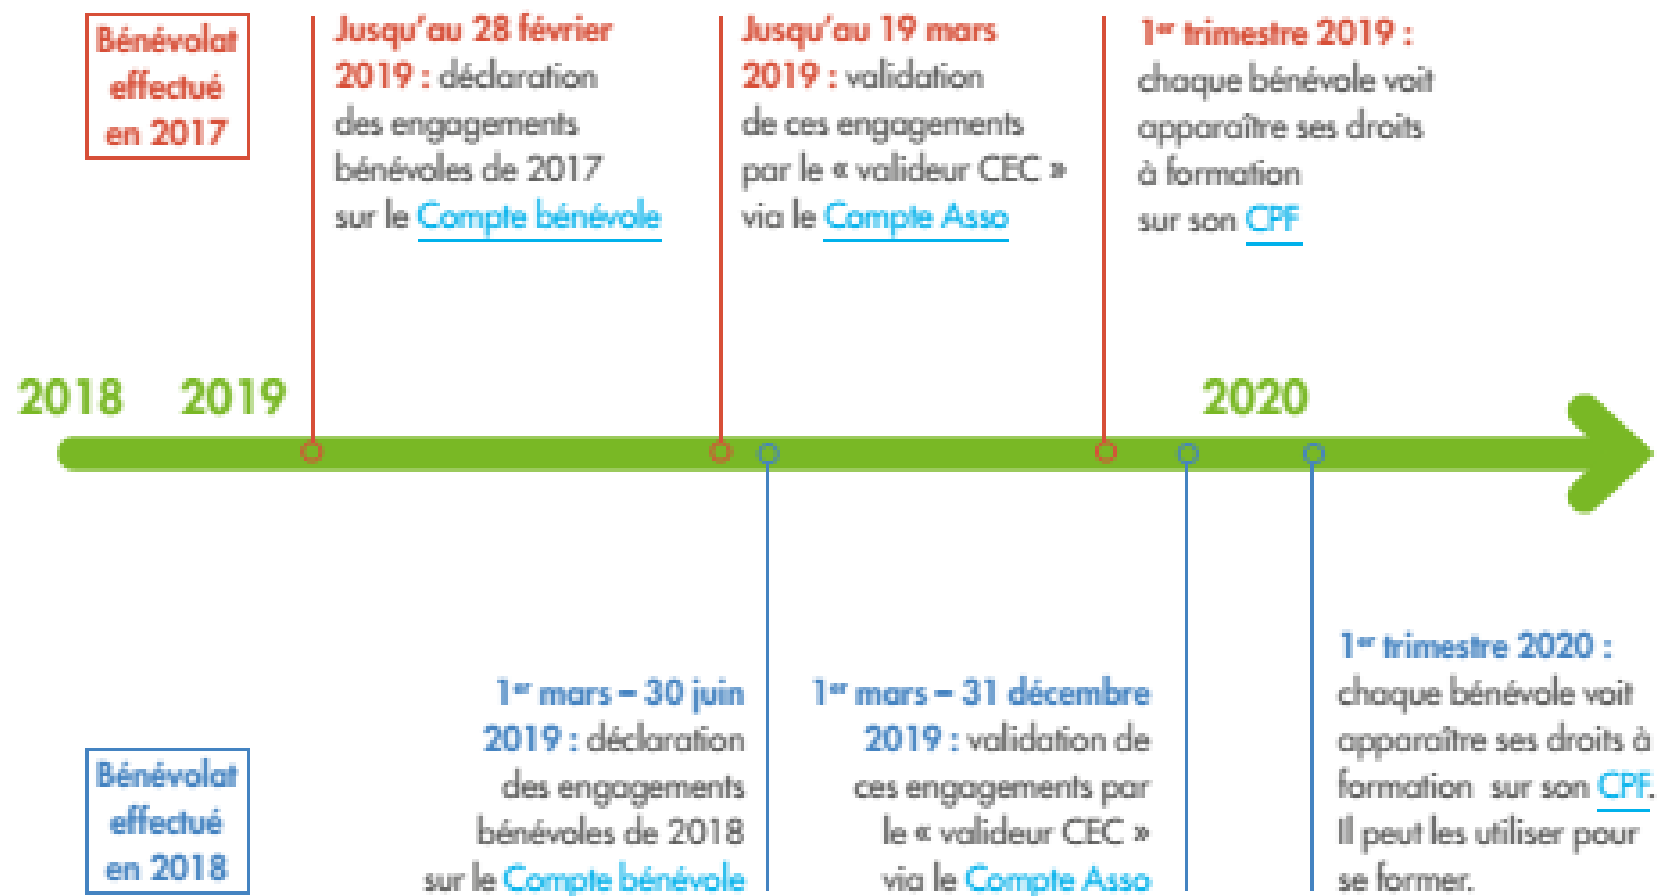 Bénévolat
effectué
en 2017
Jusqu'au 28 février
2019 : déclaration
des engagements
bénévoles de 2017
sur le Compte bénévole
Jusqu'au 19 mars
2019 : validation
de ces engagements
par le « valideur CEC »
via le Compte Asso
1er trimestre 2019 :
chaque bénévole voit
apparaître ses droits
à formation
sur son CPF
2018 2019 2020
Bénévolat
effectué
en 2018
1er mars – 30 juin
2019 : déclaration
des engagements
bénévoles de 2018
sur le Compte bénévole
1er mars – 31 décembre
2019 : validation de
ces engagements par
le « valideur CEC »
via le Compte Asso
1er trimestre 2020 :
chaque bénévole voit
apparaître ses droits à
formation sur son CPF.
Il peut les utiliser pour
se former.